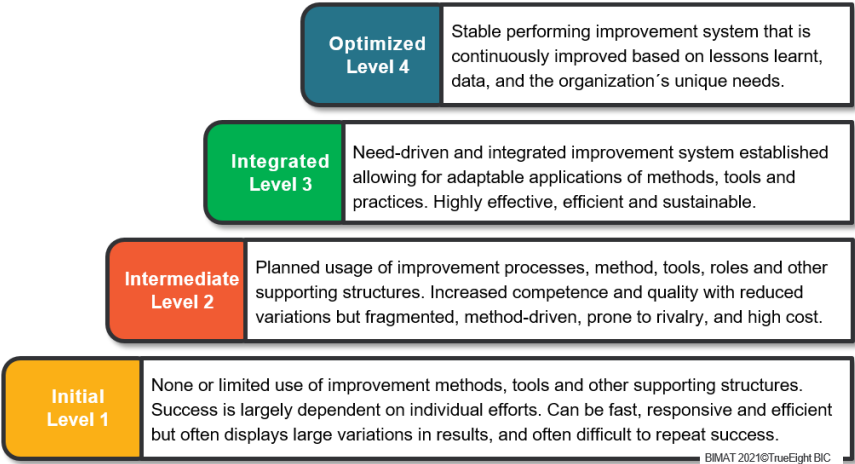 Optimized
Level 4
Stable performing improvement system that is
continuously improved based on lessons learnt,
data, and the organization´s unique needs.
Integrated
Level 3
Need-driven and integrated improvement system established
allowing for adaptable applications of methods, tools and
practices. Highly effective, efficient and sustainable.
Intermediate
Level 2
Planned usage of improvement processes, method, tools, roles and other
supporting structures. Increased competence and quality with reduced
variations but fragmented, method-driven, prone to rivalry, and high cost.
Initial
Level 1
None or limited use of improvement methods, tools and other supporting structures.
Success is largely dependent on individual efforts. Can be fast, responsive and efficient
but often displays large variations in results, and often difficult to repeat success.
BIMAT 2021©TrueEight BIC